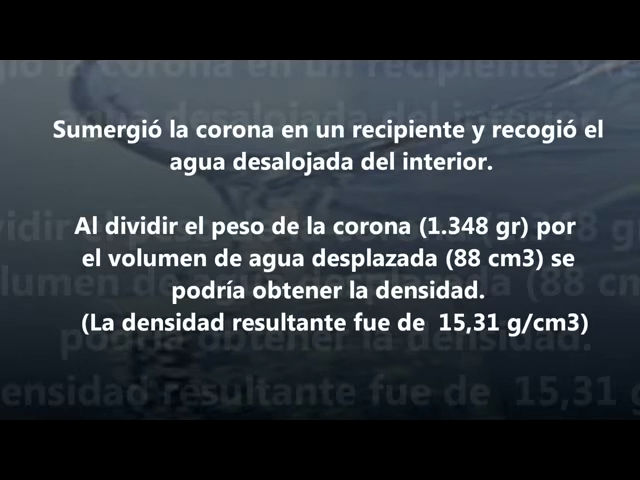 Sumergió la corona en un recipiente y recogió el
agua desalojada del interior.
Al dividir el peso de la corona (1.348 gr) por
el volumen de agua desplazada (88 cm3) se
podría obtener la densidad.
(La densidad resultante fue de 15,31 g/cm3)